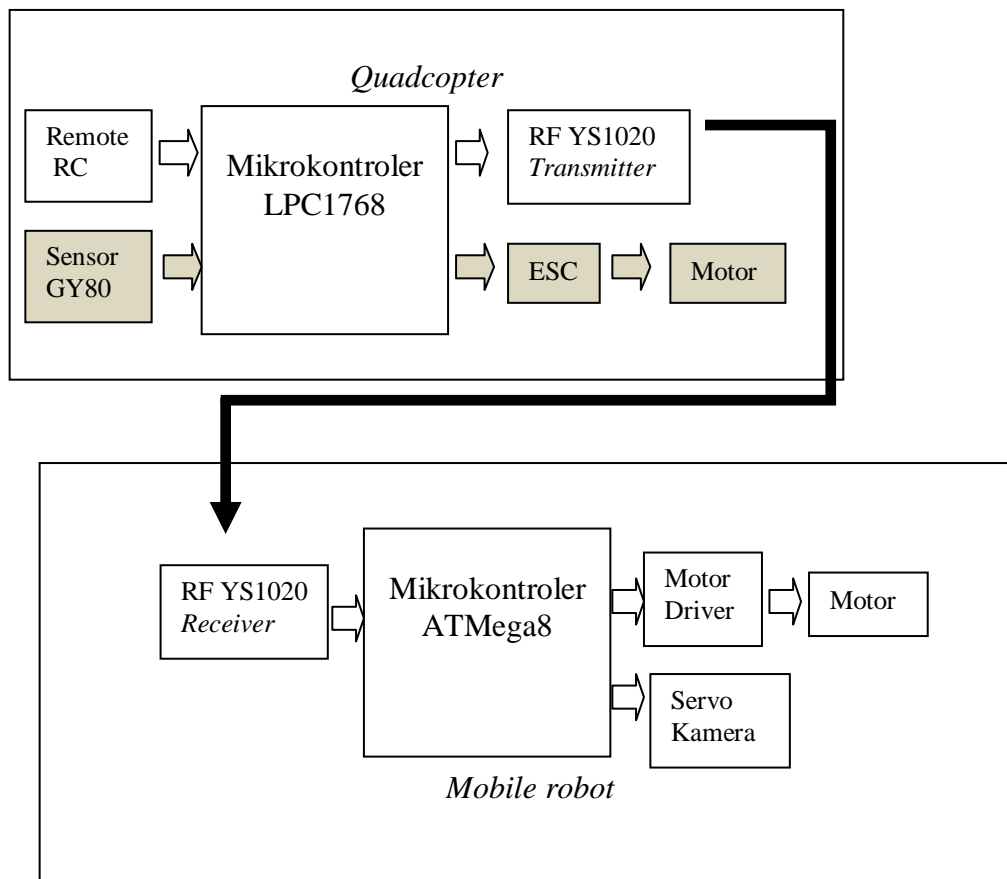 Quadcopter
Remote
RC
Mikrokontroler
LPC1768
RF YS1020
Transmitter
Sensor
GY80
ESC
Motor
RF YS1020
Receiver
Mikrokontroler
ATMega8
Motor
Driver
Motor
Servo
Kamera
Mobile robot